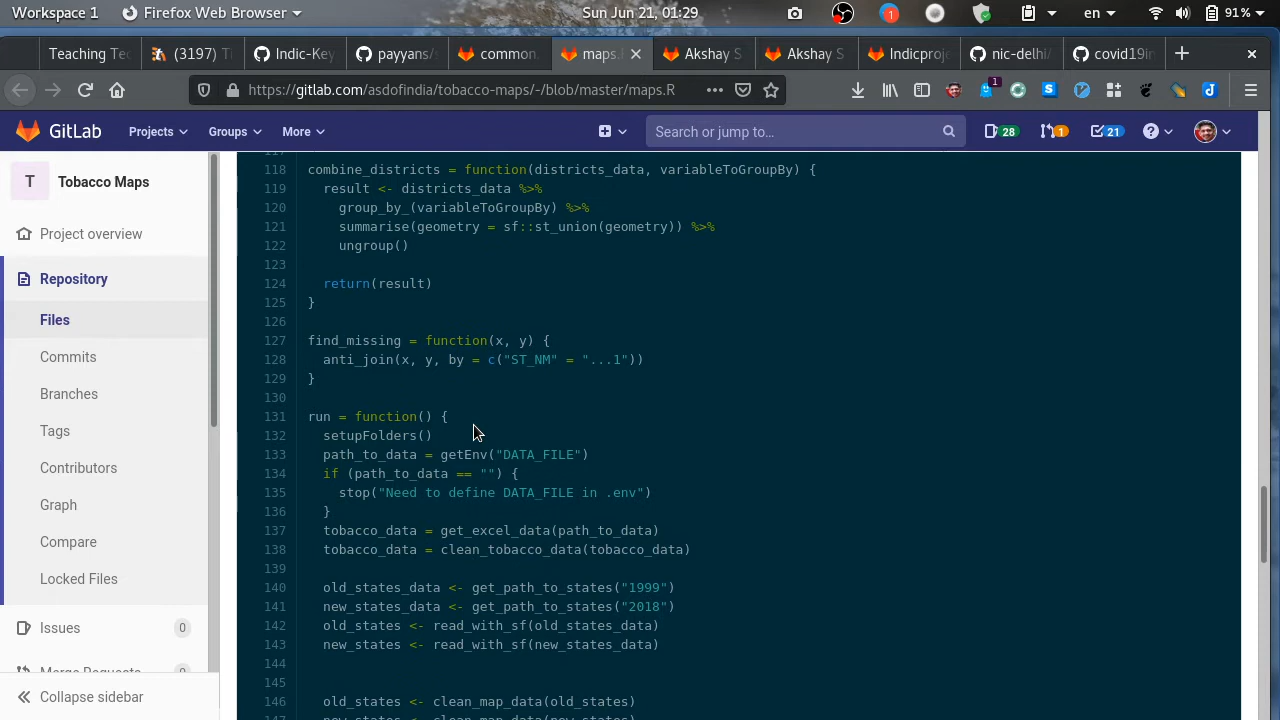 Workspace 1
Firefox Web Browser
Sun Jun 21, 01:29
1
en
91%
Teaching Te
(3197) T
Indic-Key
payyans/
common.
maps.
Akshay S
Akshay S
Indicproj
nic-delhi/
covid19in
https://gitlab.com/asdofindia/tobacco-maps/-/blob/master/maps.R
1
GitLab
Projects
Groups
More
Search or jump to…
28
1
21
T
Tobacco Maps
Project overview
Repository
Files
Commits
Branches
Tags
Contributors
Graph
Compare
Locked Files
Issues
0
Collapse sidebar
118 combine_districts = function(districts_data, variableToGroupBy) {
119 result <- districts_data %>%
120 group_by_(variableToGroupBy) %>%
121 summarise(geometry = sf::st_union(geometry)) %>%
122 ungroup()
123
124 return(result)
125 }
126
127 find_missing = function(x, y) {
128 anti_join(x, y, by = c("ST_NM" = "...1"))
129 }
130
131 run = function() {
132 setupFolders()
133 path_to_data = getEnv("DATA_FILE")
134 if (path_to_data == "") {
135 stop("Need to define DATA_FILE in .env")
136 }
137 tobacco_data = get_excel_data(path_to_data)
138 tobacco_data = clean_tobacco_data(tobacco_data)
139
140 old_states_data <- get_path_to_states("1999")
141 new_states_data <- get_path_to_states("2018")
142 old_states <- read_with_sf(old_states_data)
143 new_states <- read_with_sf(new_states_data)
144
145
146 old_states <- clean_map_data(old_states)